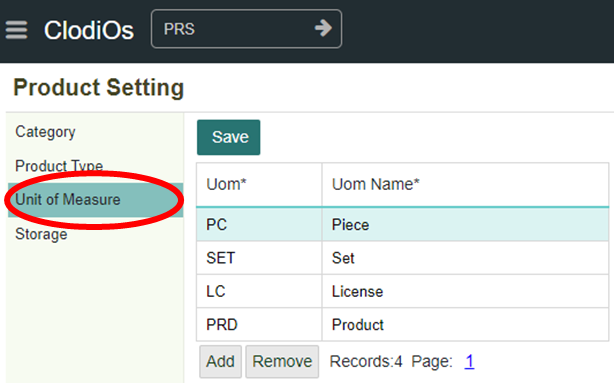 ClodiOs PRS
Product Setting
Category
Product Type
Unit of Measure
Storage
Save
Uom* Uom Name*
PC Piece
SET Set
LC License
PRD Product
Add Remove Records:4 Page: 1